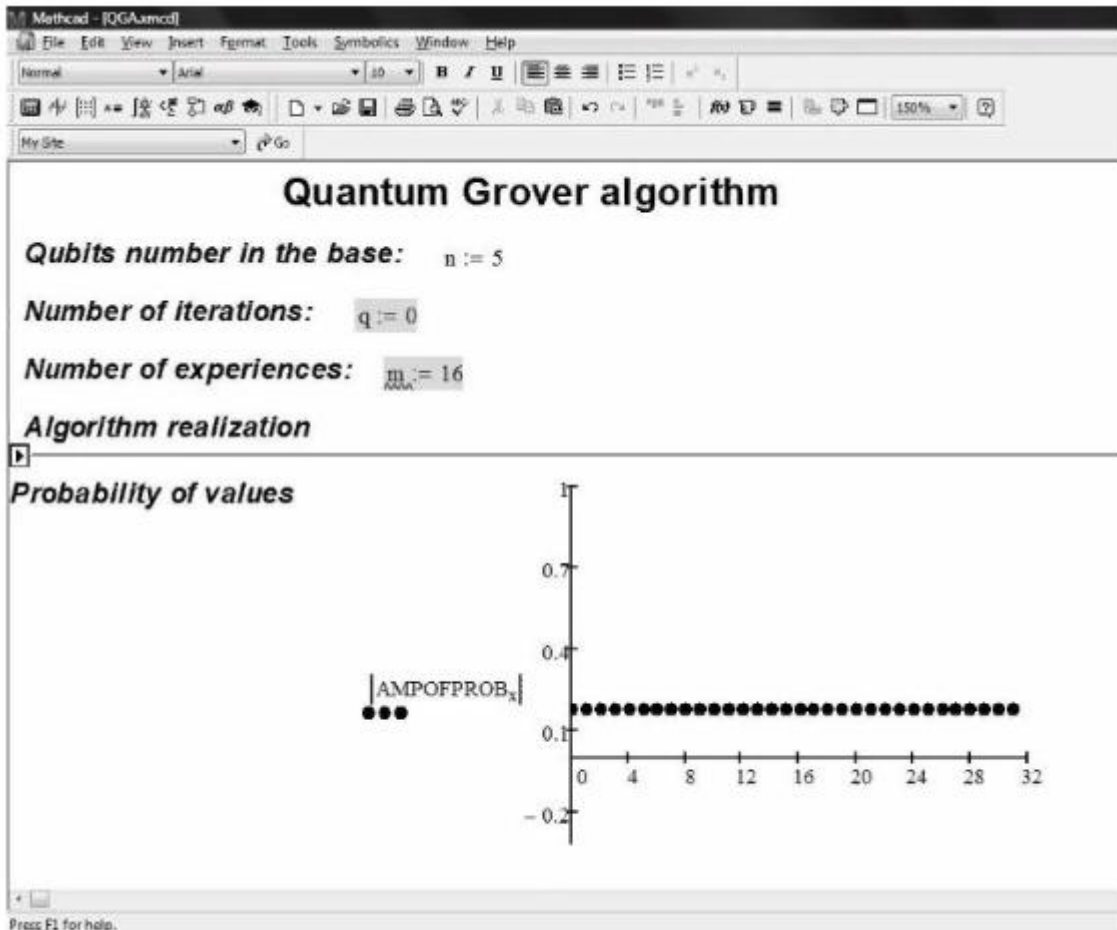 Mathcad - [QGA.xmcd]
File Edit View Insert Format Tools Symbolics Window Help
Normal Arial 10 B I U
αβ 150%
My Site Go
Quantum Grover algorithm
Qubits number in the base: n := 5
Number of iterations: q := 0
Number of experiences: m := 16
Algorithm realization
Probability of values
1
0.7
0.4
|AMPOFPROBx|
0.1
0 4 8 12 16 20 24 28 32
− 0.2
Press F1 for help.